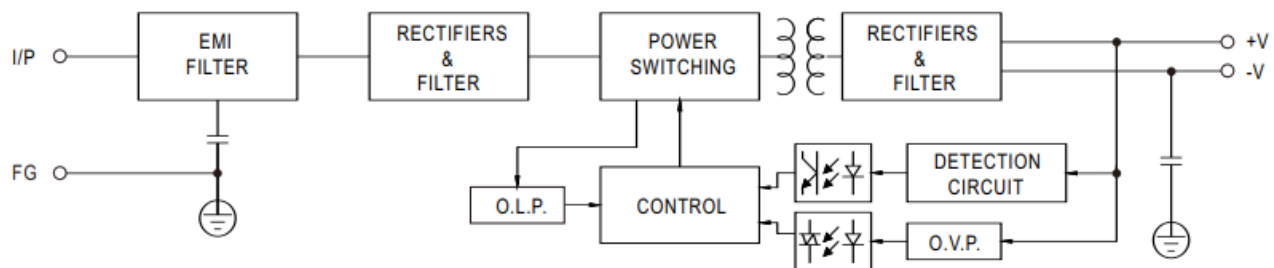 I/P
EMI
FILTER
RECTIFIERS
&
FILTER
POWER
SWITCHING
RECTIFIERS
&
FILTER
+V
-V
FG
O.L.P.
CONTROL
DETECTION
CIRCUIT
O.V.P.